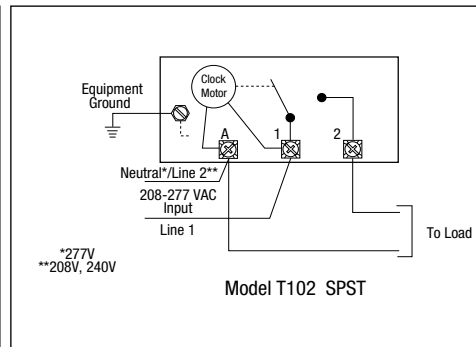 Clock
Motor
Equipment
Ground
A 1 2
Neutral*/Line 2**
208-277 VAC
Input
Line 1
To Load
*277V
**208V, 240V
Model T102 SPST